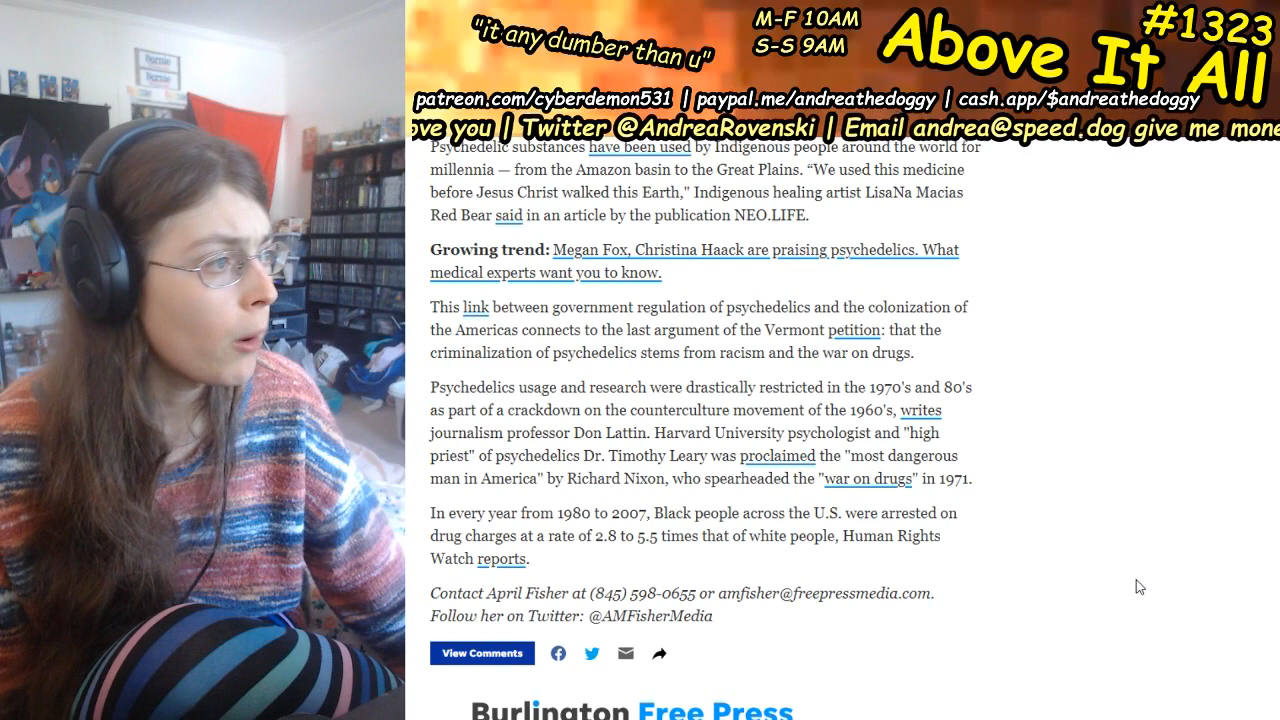 "it any dumber than u"
M-F 10AM
S-S 9AM
Above It All
#1323
patreon.com/cyberdemon531 | paypal.me/andreathedoggy | cash.app/$andreathedoggy
ove you | Twitter @AndreaRovenski | Email andrea@speed.dog give me mone
Psychedelic substances have been used by Indigenous people around the world for
millennia — from the Amazon basin to the Great Plains. “We used this medicine
before Jesus Christ walked this Earth," Indigenous healing artist LisaNa Macias
Red Bear said in an article by the publication NEO.LIFE.
Growing trend: Megan Fox, Christina Haack are praising psychedelics. What
medical experts want you to know.
This link between government regulation of psychedelics and the colonization of
the Americas connects to the last argument of the Vermont petition: that the
criminalization of psychedelics stems from racism and the war on drugs.
Psychedelics usage and research were drastically restricted in the 1970's and 80's
as part of a crackdown on the counterculture movement of the 1960's, writes
journalism professor Don Lattin. Harvard University psychologist and "high
priest" of psychedelics Dr. Timothy Leary was proclaimed the "most dangerous
man in America" by Richard Nixon, who spearheaded the "war on drugs" in 1971.
In every year from 1980 to 2007, Black people across the U.S. were arrested on
drug charges at a rate of 2.8 to 5.5 times that of white people, Human Rights
Watch reports.
Contact April Fisher at (845) 598-0655 or amfisher@freepressmedia.com.
Follow her on Twitter: @AMFisherMedia
View Comments
Burlington Free Press
Bernie
Bernie